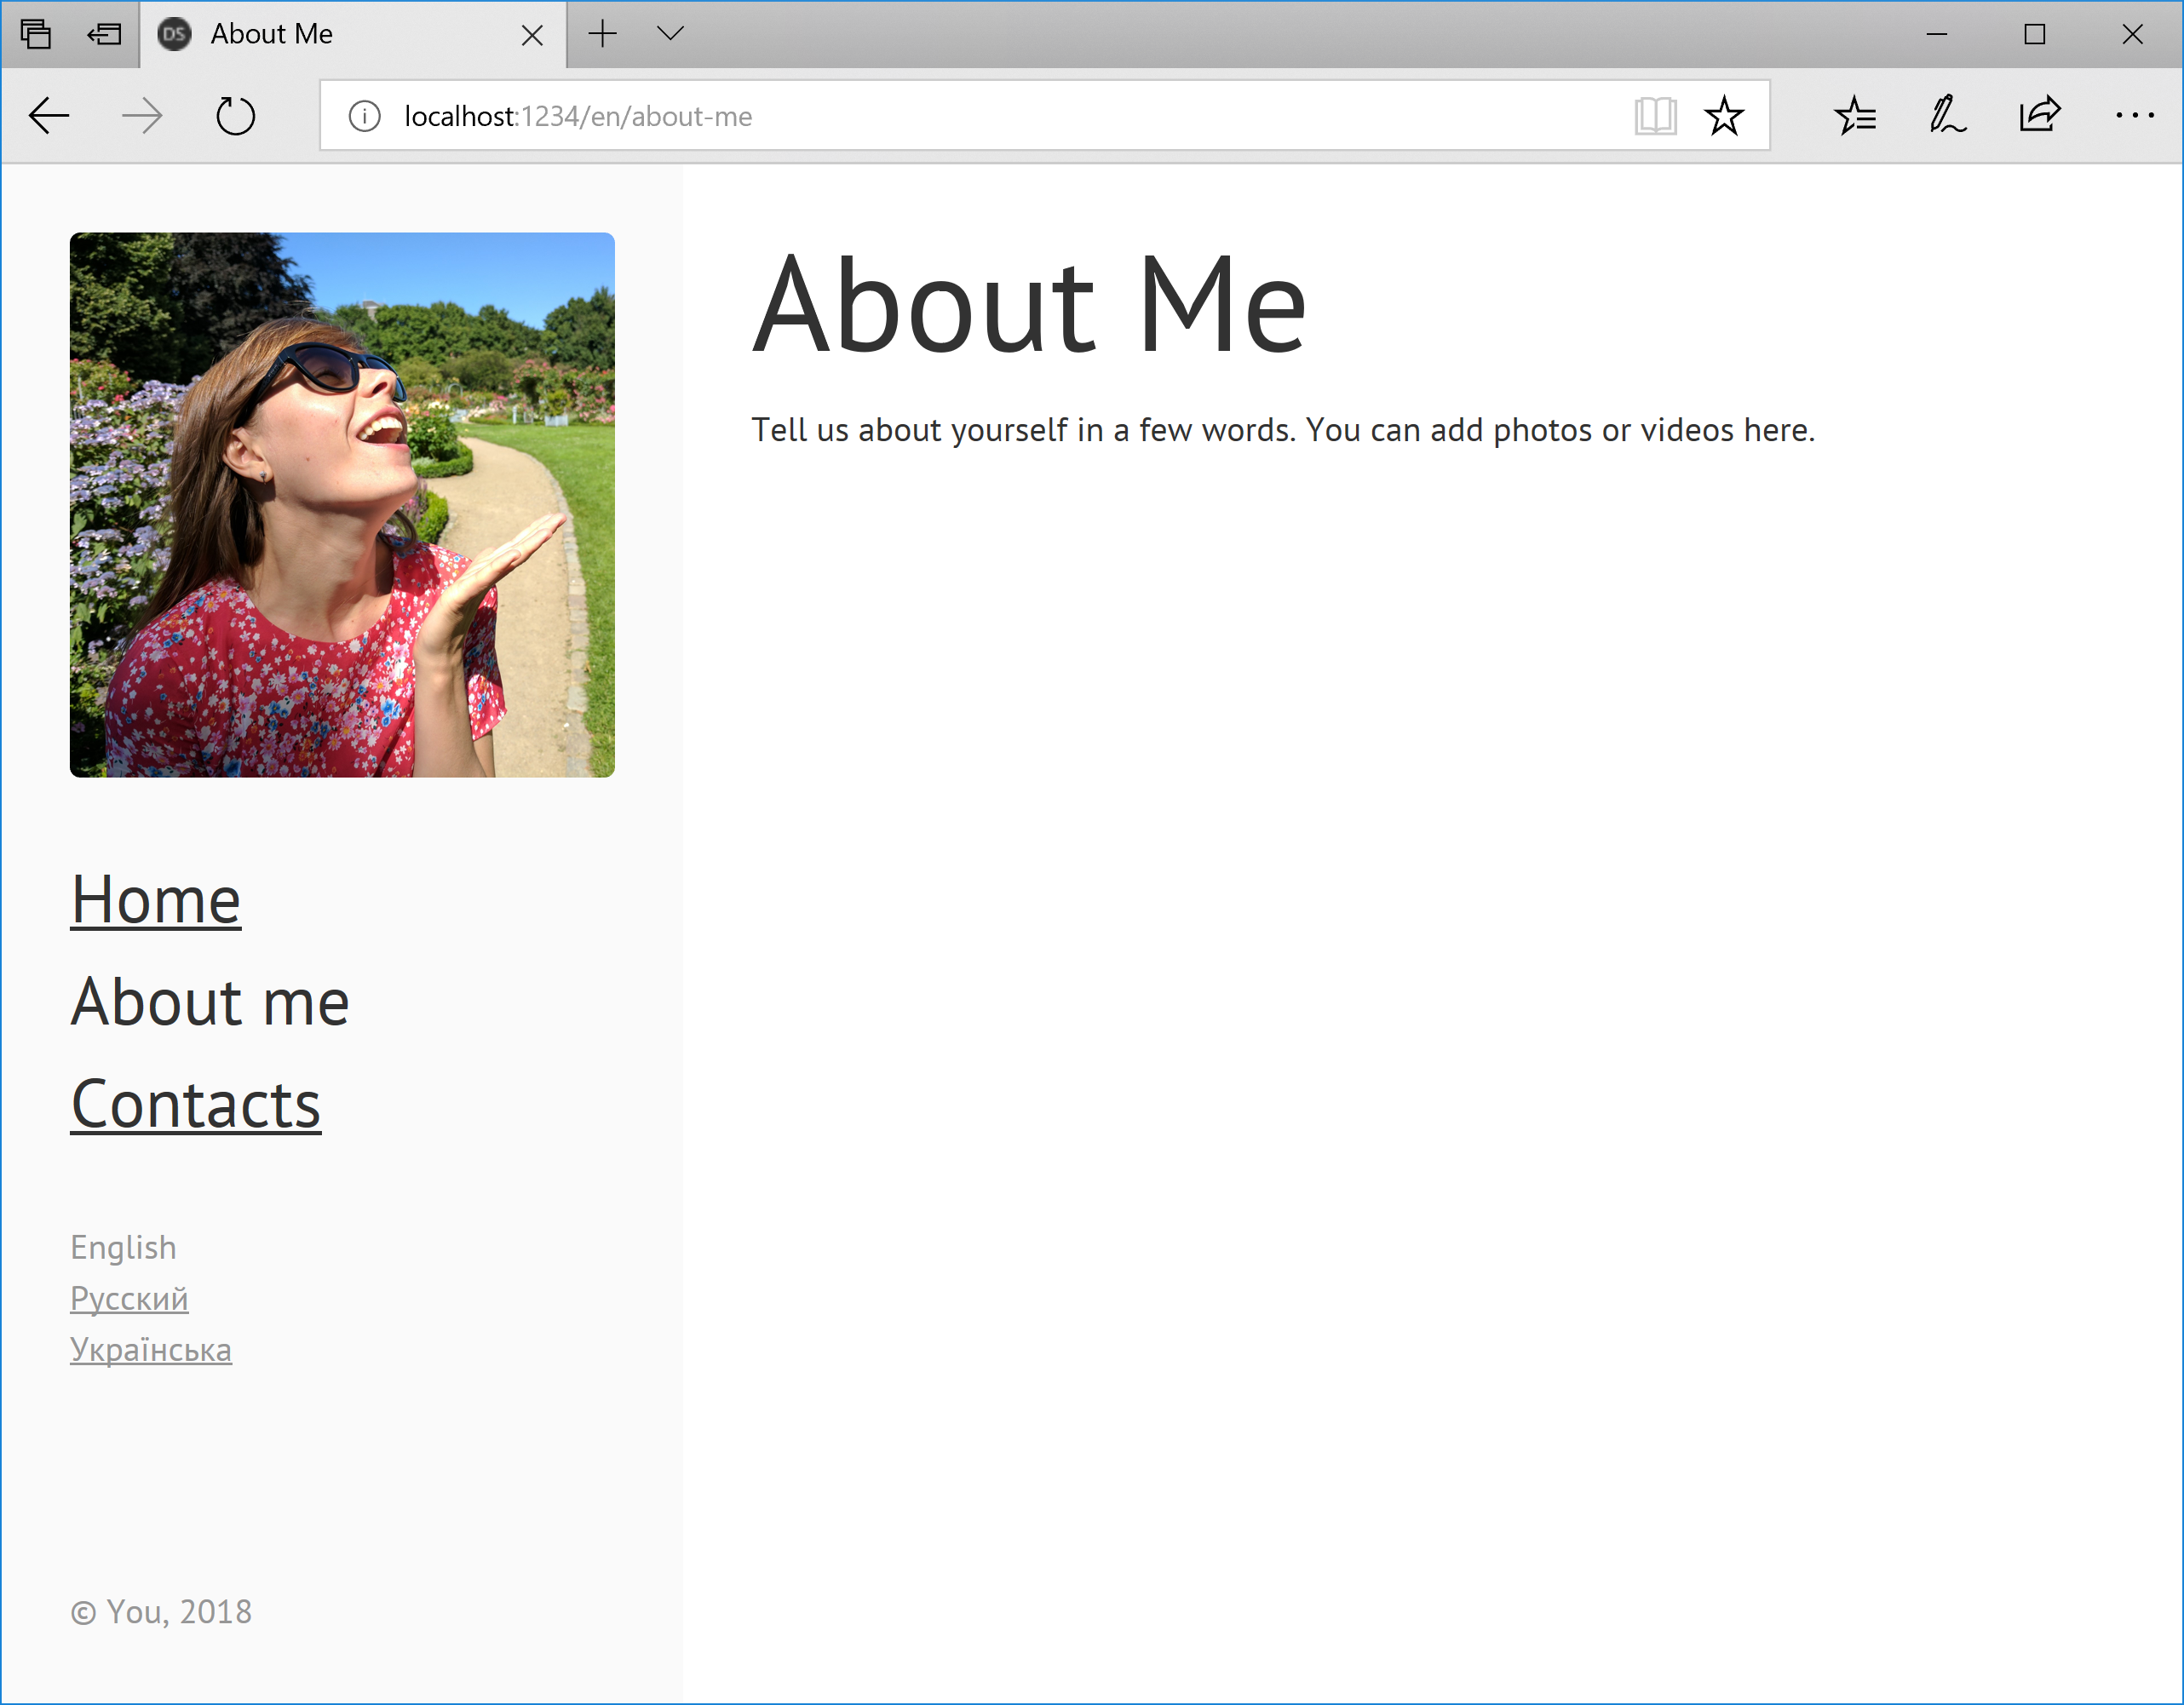 DS About Me
localhost:1234/en/about-me
About Me
Tell us about yourself in a few words. You can add photos or videos here.
Home
About me
Contacts
English
Русский
Українська
© You, 2018